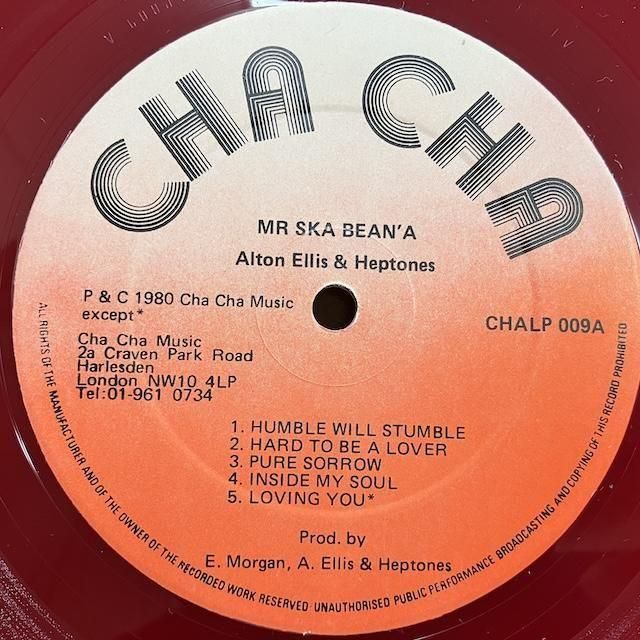 CHA CHA
MR SKA BEAN'A
Alton Ellis & Heptones
P & C 1980 Cha Cha Music
except*
CHALP 009A
Cha Cha Music
2a Craven Park Road
Harlesden
London NW10 4LP
Tel:01-961 0734
1. HUMBLE WILL STUMBLE
2. HARD TO BE A LOVER
3. PURE SORROW
4. INSIDE MY SOUL
5. LOVING YOU*
Prod. by
E. Morgan, A. Ellis & Heptones
ALL RIGHTS OF THE MANUFACTURER AND OF THE OWNER OF THE RECORDED WORK RESERVED UNAUTHORISED PUBLIC PERFORMANCE BROADCASTING AND COPYING OF THIS RECORD PROHIBITED